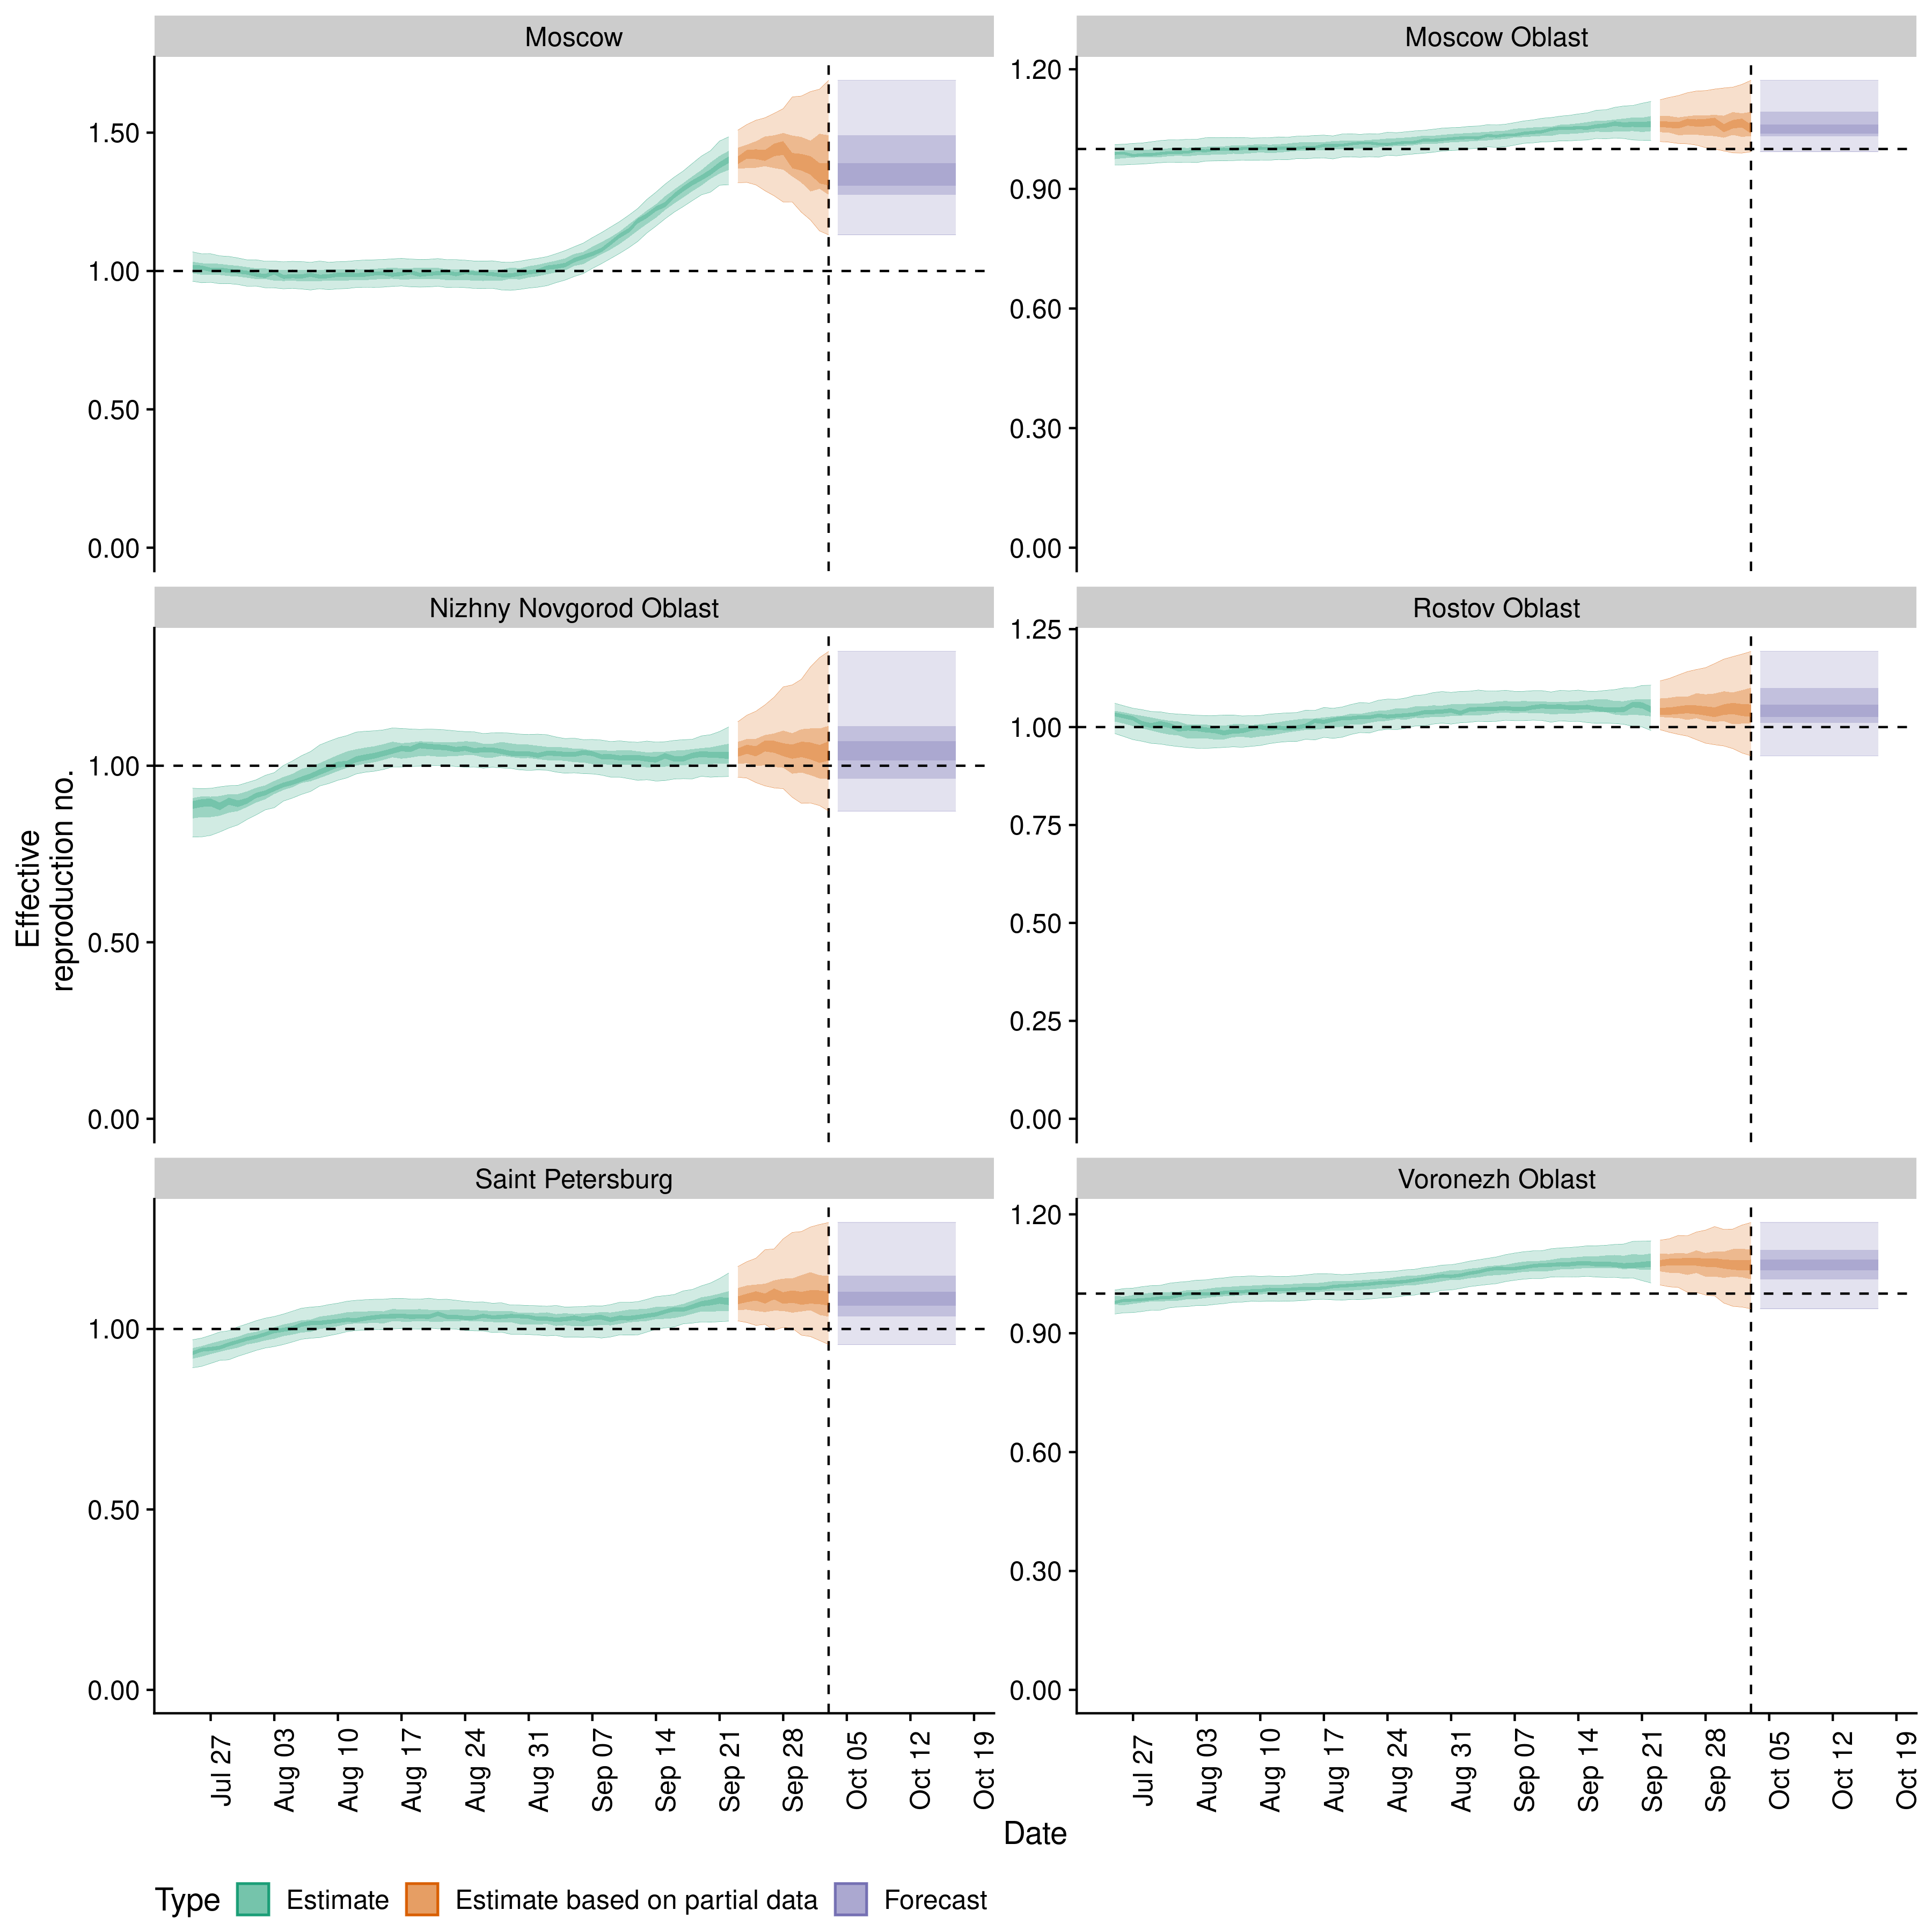 Moscow
Moscow Oblast
1.50
1.00
0.50
0.00
1.20
0.90
0.60
0.30
0.00
Nizhny Novgorod Oblast
Rostov Oblast
1.00
0.50
0.00
1.25
1.00
0.75
0.50
0.25
0.00
Effective
reproduction no.
Saint Petersburg
Voronezh Oblast
1.00
0.50
0.00
1.20
0.90
0.60
0.30
0.00
Jul 27
Aug 03
Aug 10
Aug 17
Aug 24
Aug 31
Sep 07
Sep 14
Sep 21
Sep 28
Oct 05
Oct 12
Oct 19
Jul 27
Aug 03
Aug 10
Aug 17
Aug 24
Aug 31
Sep 07
Sep 14
Sep 21
Sep 28
Oct 05
Oct 12
Oct 19
Date
Type
Estimate
Estimate based on partial data
Forecast